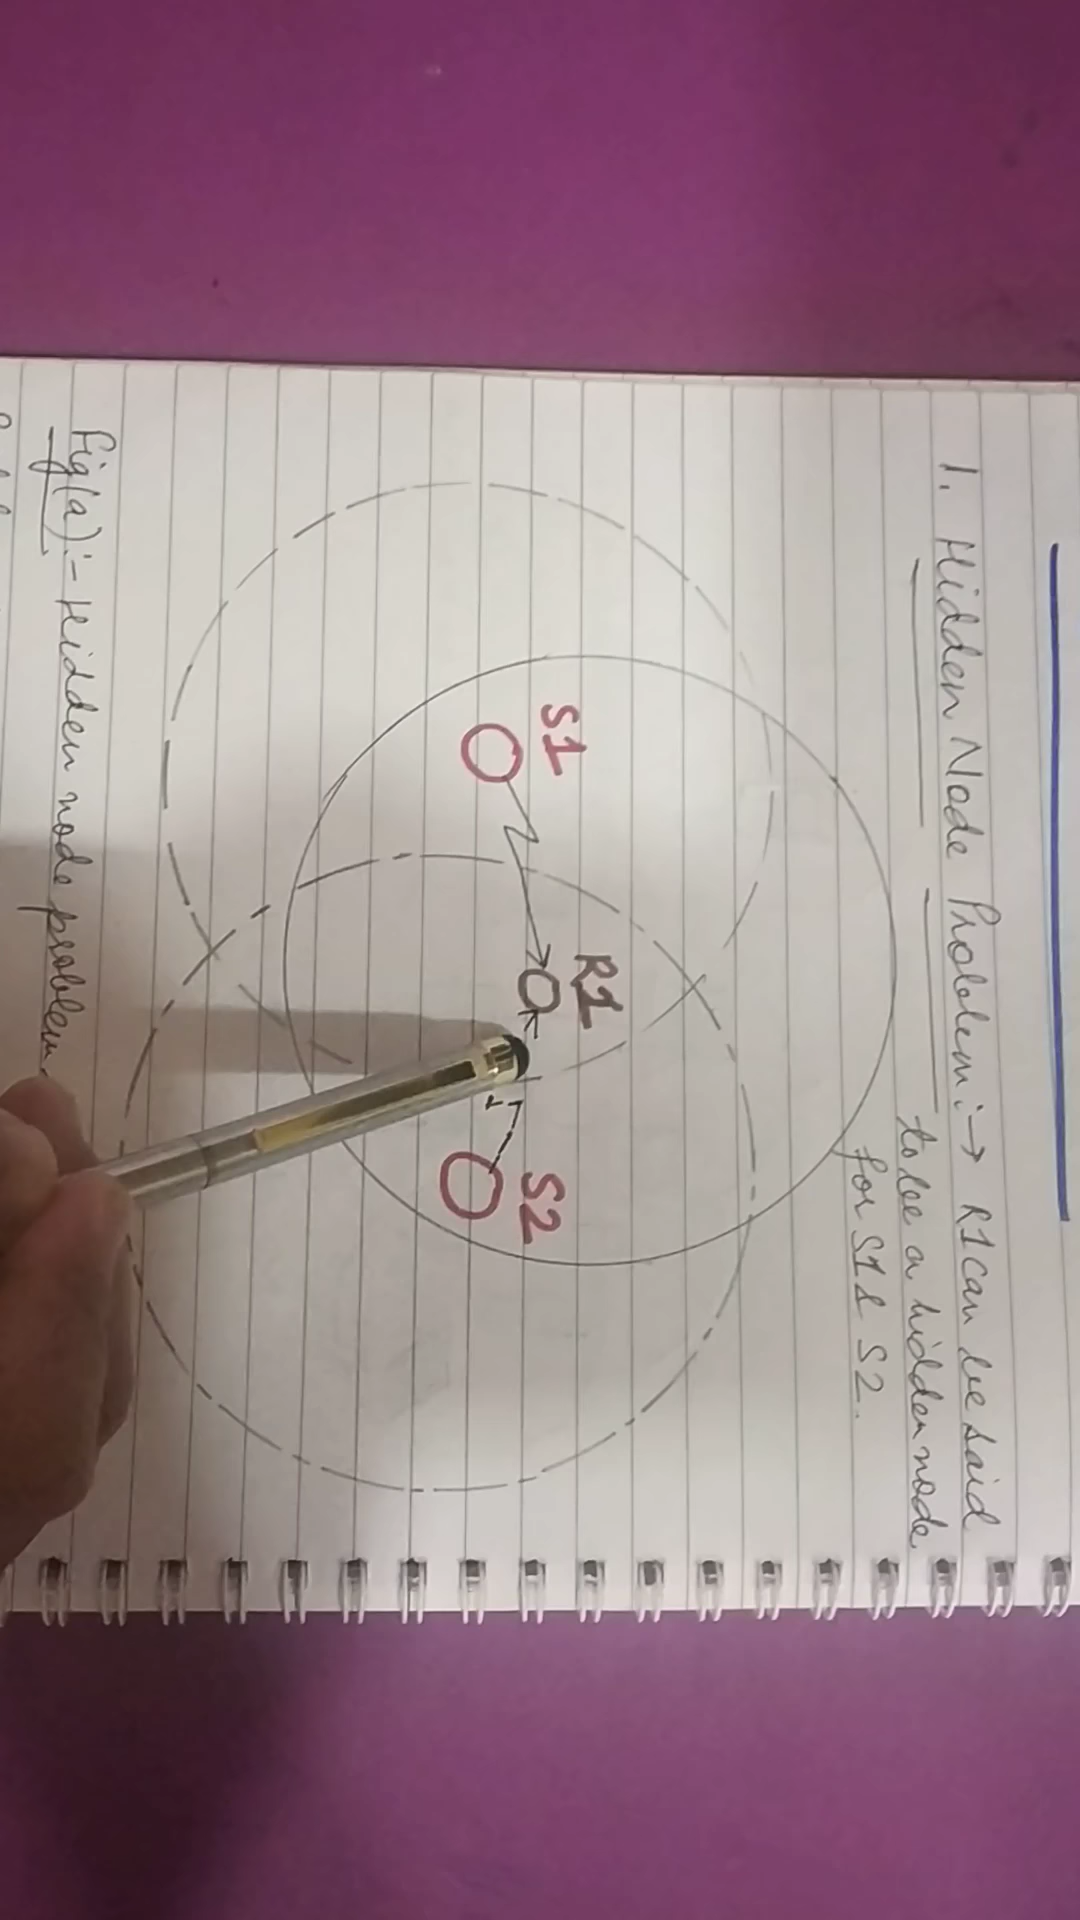 1. Hidden Node Problem :→ R1 can be said
to be a hidden node
for S1 & S2.
S1
R1
S2
Fig(a):- Hidden node problem